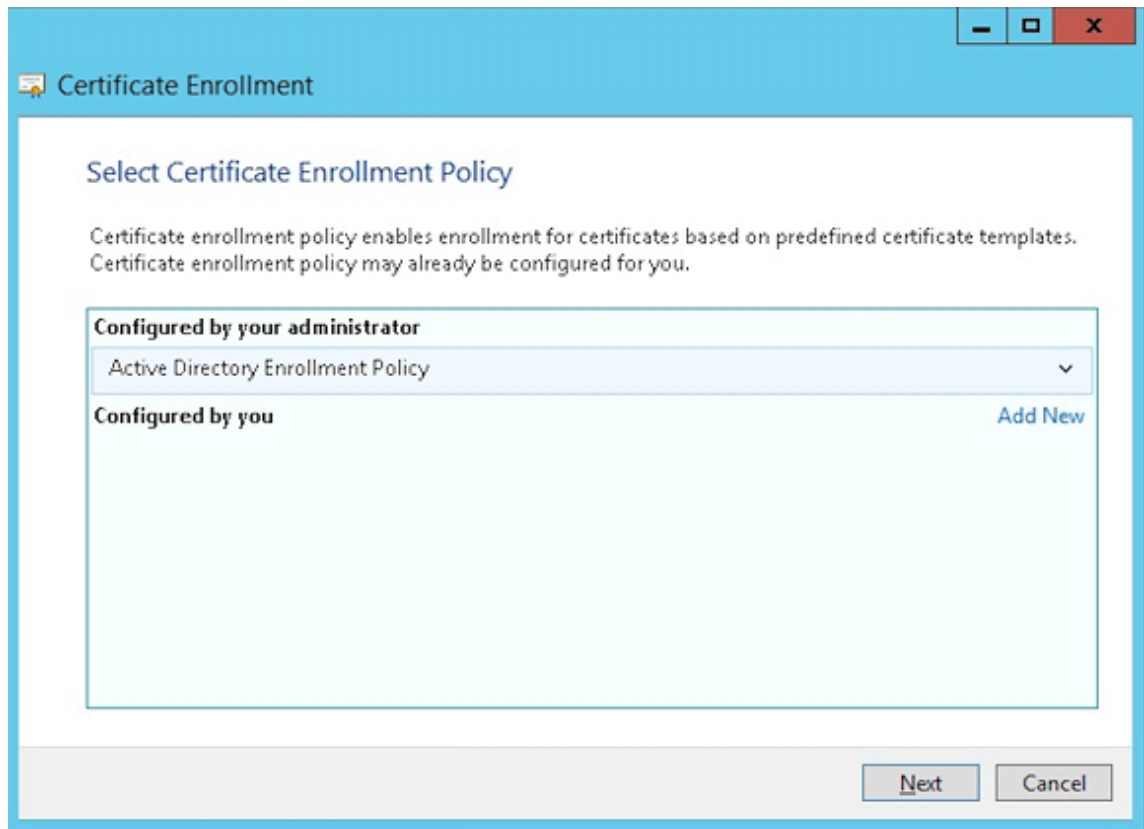 Certificate Enrollment
Select Certificate Enrollment Policy
Certificate enrollment policy enables enrollment for certificates based on predefined certificate templates.
Certificate enrollment policy may already be configured for you.
Configured by your administrator
Active Directory Enrollment Policy
Configured by you Add New
Next Cancel